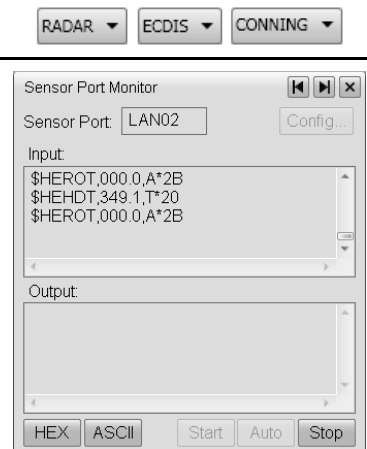 RADAR ECDIS CONNING
Sensor Port Monitor
Sensor Port: LAN02 Config...
Input:
$HEROT,000.0,A*2B
$HEHDT,349.1,T*20
$HEROT,000.0,A*2B
Output:
HEX ASCII Start Auto Stop